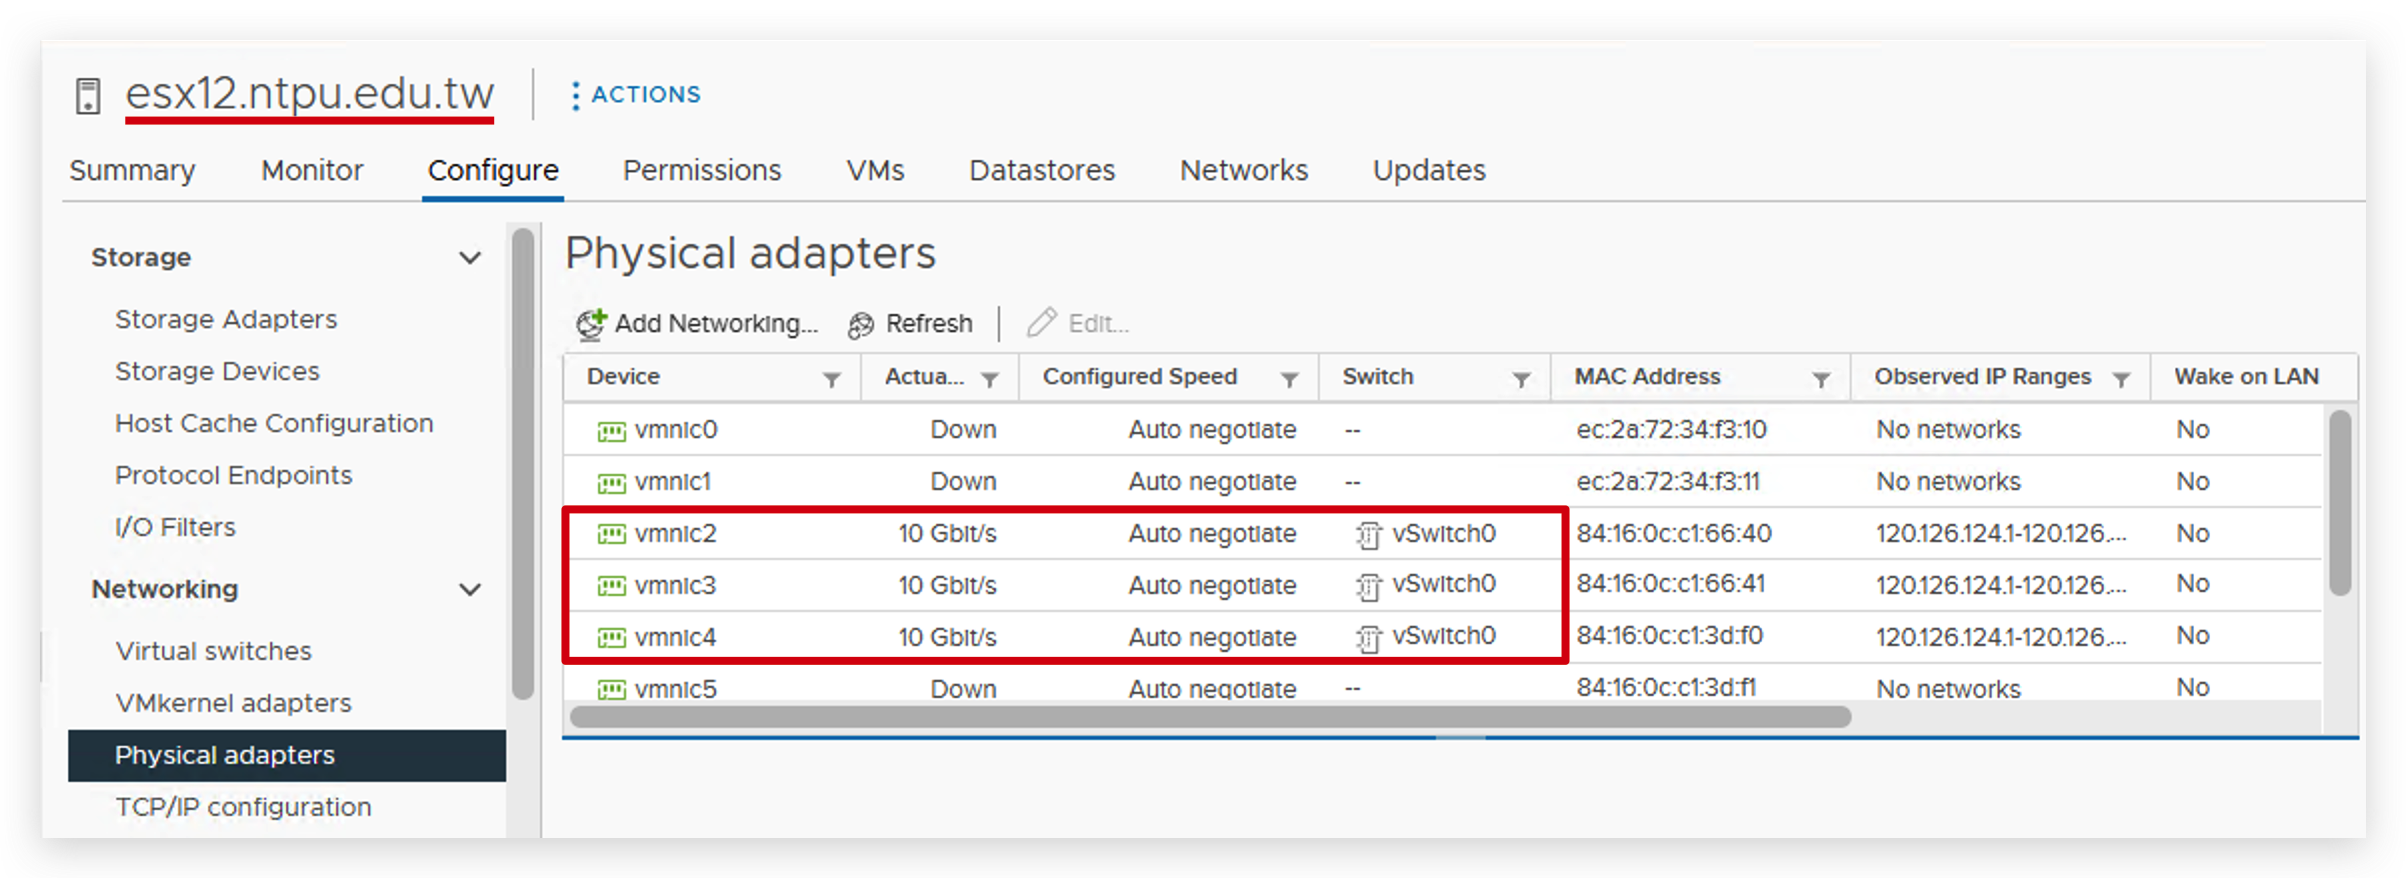 esx12.ntpu.edu.tw
ACTIONS
Summary Monitor Configure Permissions VMs Datastores Networks Updates
Storage
Storage Adapters
Storage Devices
Host Cache Configuration
Protocol Endpoints
I/O Filters
Networking
Virtual switches
VMkernel adapters
Physical adapters
TCP/IP configuration
Physical adapters
Add Networking... Refresh Edit...
Device Actua... Configured Speed Switch MAC Address Observed IP Ranges Wake on LAN
vmnic0 Down Auto negotiate -- ec:2a:72:34:f3:10 No networks No
vmnic1 Down Auto negotiate -- ec:2a:72:34:f3:11 No networks No
vmnic2 10 Gbit/s Auto negotiate vSwitch0 84:16:0c:c1:66:40 120.126.124.1-120.126.... No
vmnic3 10 Gbit/s Auto negotiate vSwitch0 84:16:0c:c1:66:41 120.126.124.1-120.126.... No
vmnic4 10 Gbit/s Auto negotiate vSwitch0 84:16:0c:c1:3d:f0 120.126.124.1-120.126.... No
vmnic5 Down Auto negotiate -- 84:16:0c:c1:3d:f1 No networks No